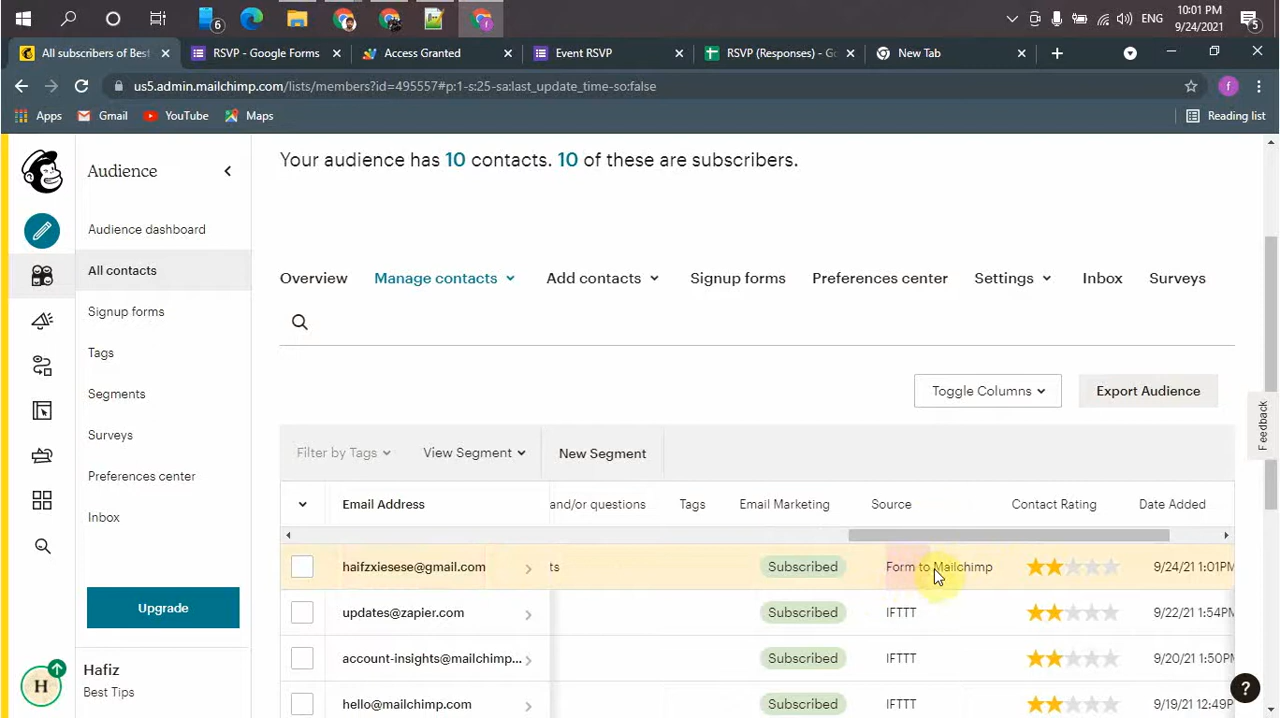 6
ENG
10:01 PM
9/24/2021
5
All subscribers of Best
RSVP - Google Forms
Access Granted
Event RSVP
RSVP (Responses) - Go
New Tab
us5.admin.mailchimp.com/lists/members?id=495557#p:1-s:25-sa:last_update_time-so:false
f
Apps
Gmail
YouTube
Maps
Reading list
Audience
Audience dashboard
All contacts
Signup forms
Tags
Segments
Surveys
Preferences center
Inbox
Upgrade
H
Hafiz
Best Tips
Your audience has 10 contacts. 10 of these are subscribers.
Overview
Manage contacts
Add contacts
Signup forms
Preferences center
Settings
Inbox
Surveys
Toggle Columns
Export Audience
Feedback
Filter by Tags
View Segment
New Segment
Email Address
and/or questions
Tags
Email Marketing
Source
Contact Rating
Date Added
haifzxiesese@gmail.com
ts
Subscribed
Form to Mailchimp
9/24/21 1:01PM
updates@zapier.com
Subscribed
IFTTT
9/22/21 1:54PM
account-insights@mailchimp...
Subscribed
IFTTT
9/20/21 1:50PM
hello@mailchimp.com
Subscribed
IFTTT
9/19/21 12:49P
?